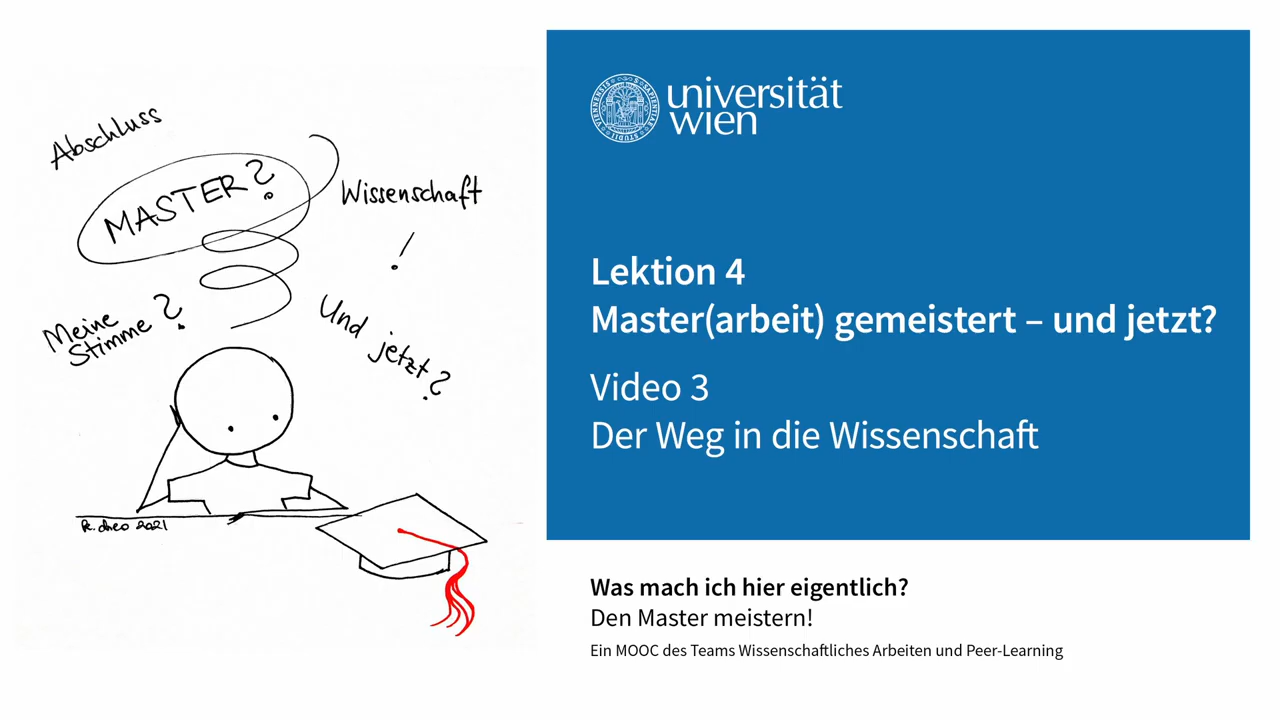 Abschluss
MASTER?
Wissenschaft
!
Meine
Stimme?
Und jetzt?
universität
wien
Lektion 4
Master(arbeit) gemeistert – und jetzt?
Video 3
Der Weg in die Wissenschaft
Was mach ich hier eigentlich?
Den Master meistern!
Ein MOOC des Teams Wissenschaftliches Arbeiten und Peer-Learning